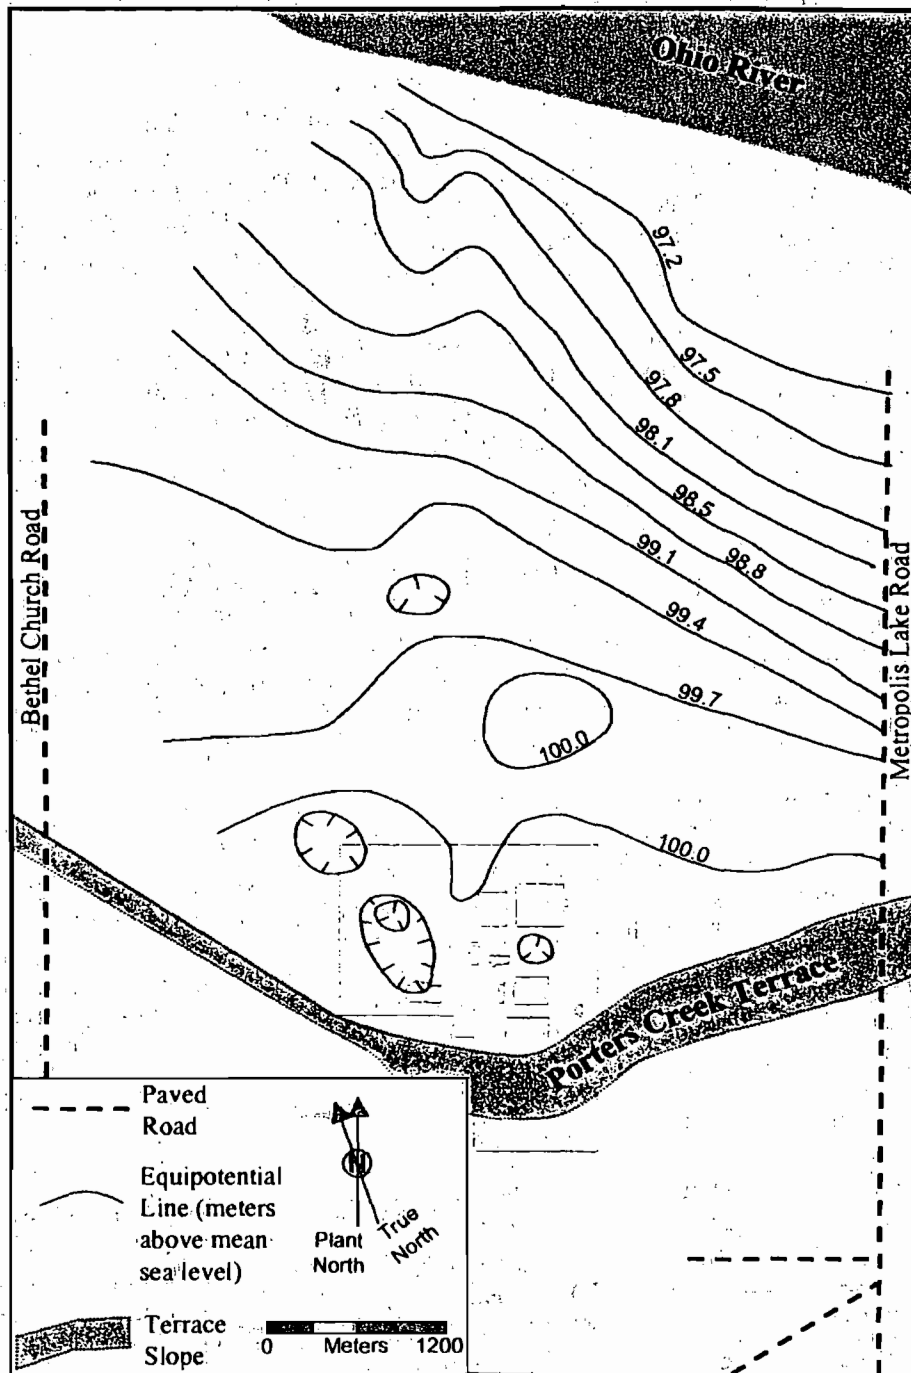 Ohio River
97.2
97.5
97.8
98.1
98.5
98.8
99.1
99.4
99.7
100.0
100.0
Bethel Church Road
Metropolis Lake Road
Porters Creek Terrace
Paved
Road
Equipotential
Line (meters
above mean
sea level)
Terrace
Slope
N
Plant
North
True
North
0 Meters 1200